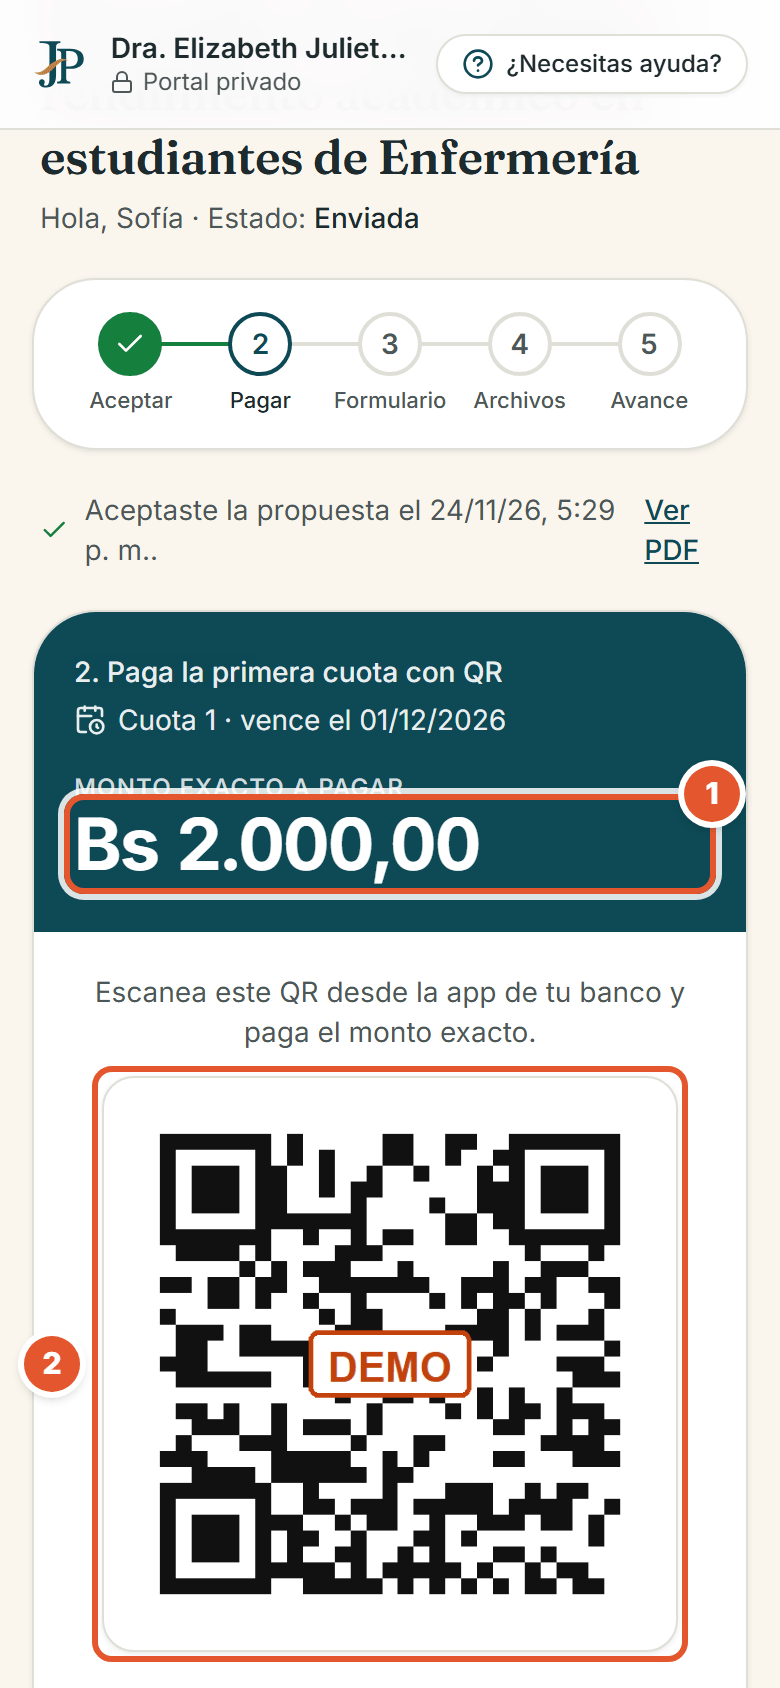 JP
Dra. Elizabeth Juliet...
Portal privado
¿Necesitas ayuda?
rendimiento académico en
estudiantes de Enfermería
Hola, Sofía · Estado: Enviada
2
3
4
5
Aceptar
Pagar
Formulario
Archivos
Avance
Aceptaste la propuesta el 24/11/26, 5:29
p. m..
Ver
PDF
2. Paga la primera cuota con QR
Cuota 1 · vence el 01/12/2026
MONTO EXACTO A PAGAR
1
Bs 2.000,00
Escanea este QR desde la app de tu banco y
paga el monto exacto.
DEMO
2